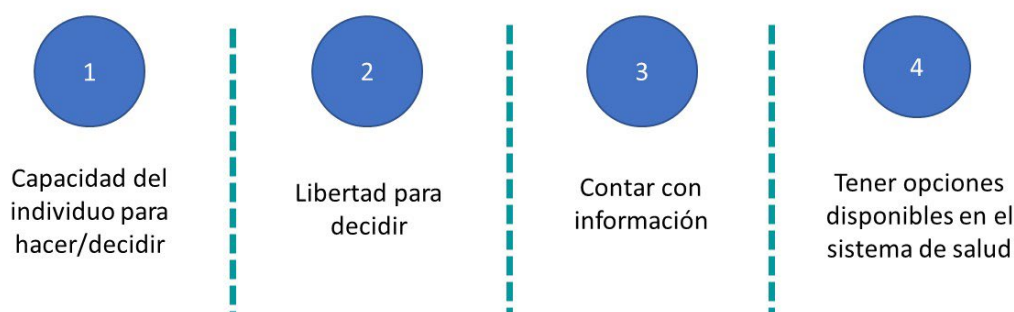 1
Capacidad del
individuo para
hacer/decidir
2
Libertad para
decidir
3
Contar con
información
4
Tener opciones
disponibles en el
sistema de salud